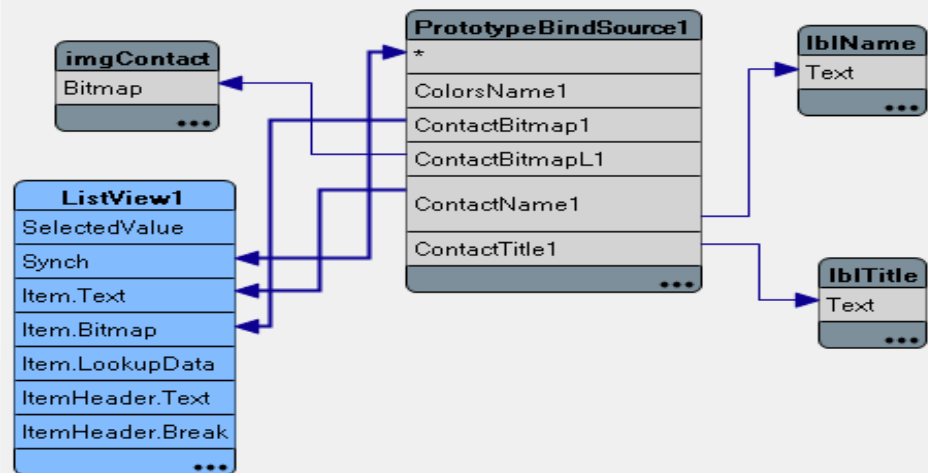 imgContact
Bitmap
...
ListView1
SelectedValue
Synch
Item.Text
Item.Bitmap
Item.LookupData
ItemHeader.Text
ItemHeader.Break
...
PrototypeBindSource1
*
ColorsName1
ContactBitmap1
ContactBitmapL1
ContactName1
ContactTitle1
...
lblName
Text
...
lblTitle
Text
...